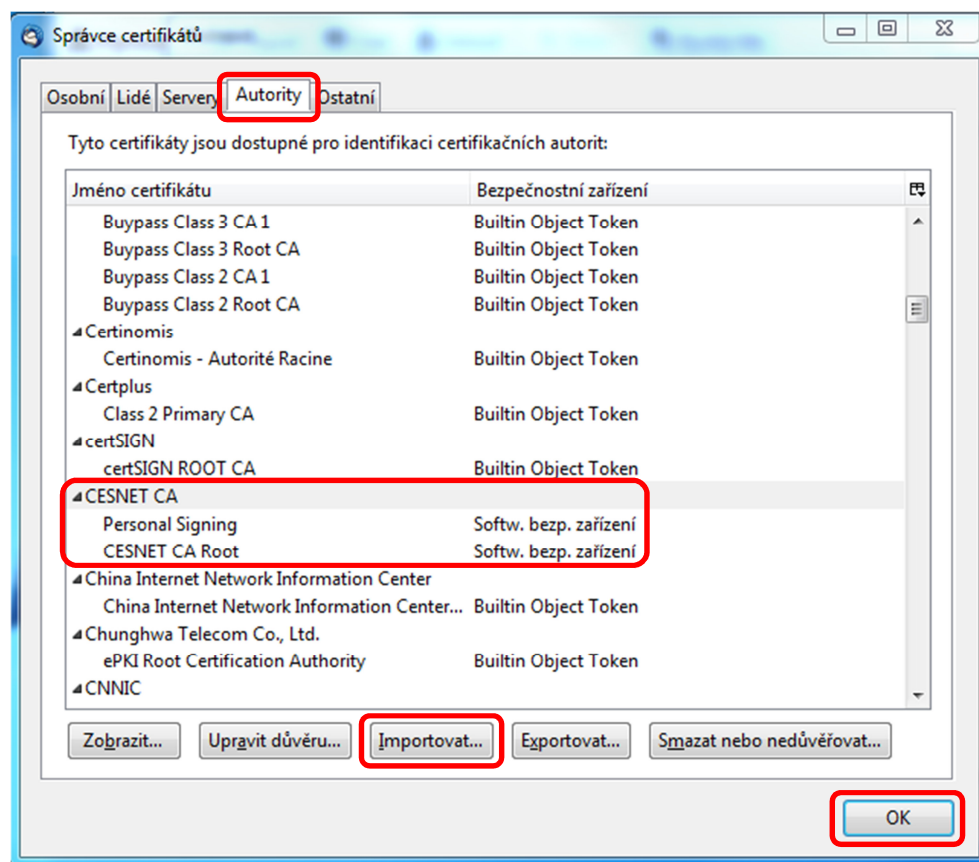 Správce certifikátů
Osobní Lidé Servery Autority Ostatní
Tyto certifikáty jsou dostupné pro identifikaci certifikačních autorit:
Jméno certifikátu Bezpečnostní zařízení
Buypass Class 3 CA 1 Builtin Object Token
Buypass Class 3 Root CA Builtin Object Token
Buypass Class 2 CA 1 Builtin Object Token
Buypass Class 2 Root CA Builtin Object Token
Certinomis
Certinomis - Autorité Racine Builtin Object Token
Certplus
Class 2 Primary CA Builtin Object Token
certSIGN
certSIGN ROOT CA Builtin Object Token
CESNET CA
Personal Signing Softw. bezp. zařízení
CESNET CA Root Softw. bezp. zařízení
China Internet Network Information Center
China Internet Network Information Center... Builtin Object Token
Chunghwa Telecom Co., Ltd.
ePKI Root Certification Authority Builtin Object Token
CNNIC
Zobrazit... Upravit důvěru... Importovat... Exportovat... Smazat nebo nedůvěřovat...
OK